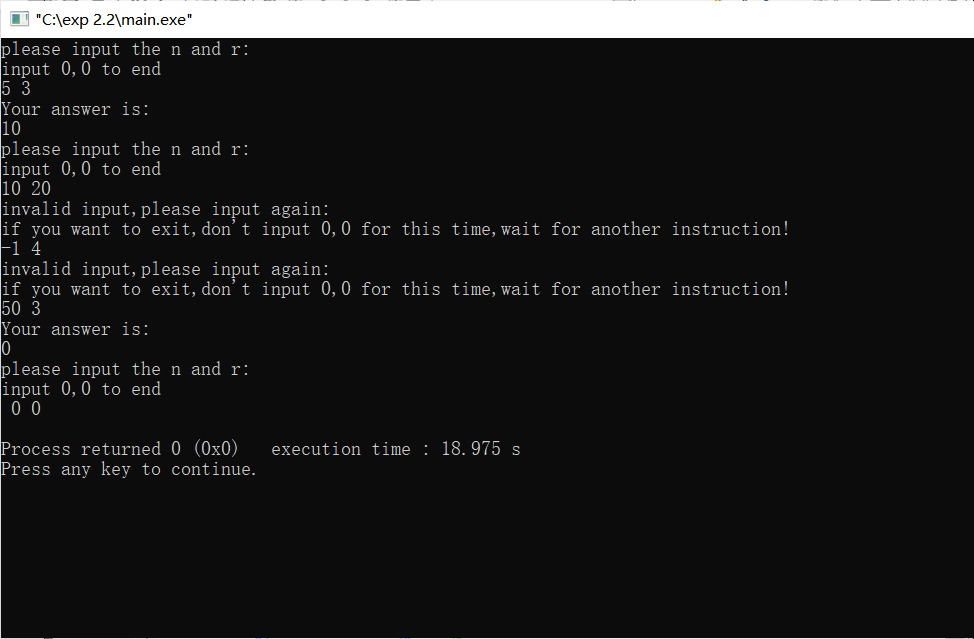 "C:\exp 2.2\main.exe"
please input the n and r:
input 0,0 to end
5 3
Your answer is:
10
please input the n and r:
input 0,0 to end
10 20
invalid input,please input again:
if you want to exit,don't input 0,0 for this time,wait for another instruction!
-1 4
invalid input,please input again:
if you want to exit,don't input 0,0 for this time,wait for another instruction!
50 3
Your answer is:
0
please input the n and r:
input 0,0 to end
 0 0
Process returned 0 (0x0)   execution time : 18.975 s
Press any key to continue.